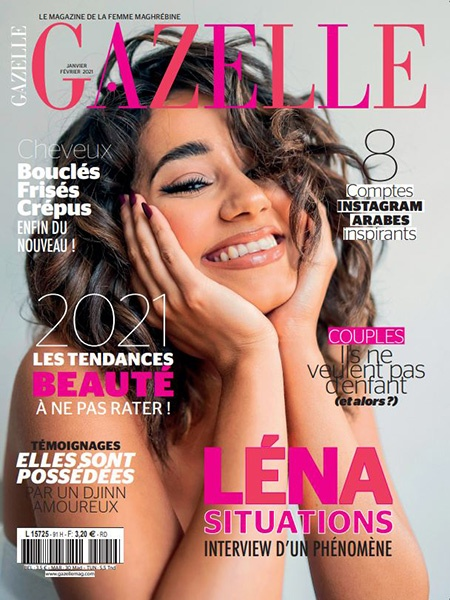 LE MAGAZINE DE LA FEMME MAGHRÉBINE
GAZELLE
GAZELLE
JANVIER
FÉVRIER 2021
Cheveux
Bouclés
Frisés
Crépus
ENFIN DU
NOUVEAU !
8
Comptes
INSTAGRAM
ARABES
inspirants
2021
LES TENDANCES
BEAUTÉ
À NE PAS RATER !
COUPLES
Ils ne
veulent pas
d'enfant
(et alors ?)
TÉMOIGNAGES
ELLES SONT
POSSÉDÉES
PAR UN DJINN
AMOUREUX
LÉNA
SITUATIONS
INTERVIEW D'UN PHÉNOMÈNE
L 15725 - 91 H - F: 3,20 € - RD
www.gazellemag.com